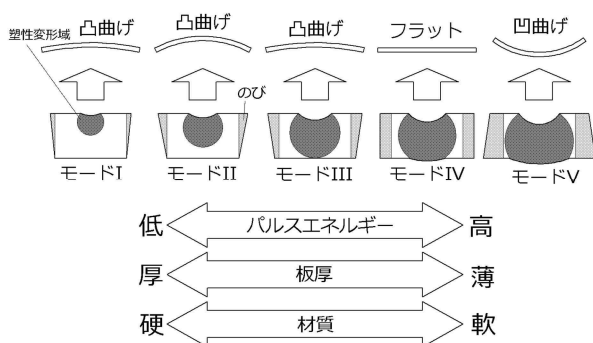 凸曲げ 凸曲げ 凸曲げ フラット 凹曲げ
塑性変形域
のび
モードI モードII モードIII モードIV モードV
低 パルスエネルギー 高
厚 板厚 薄
硬 材質 軟